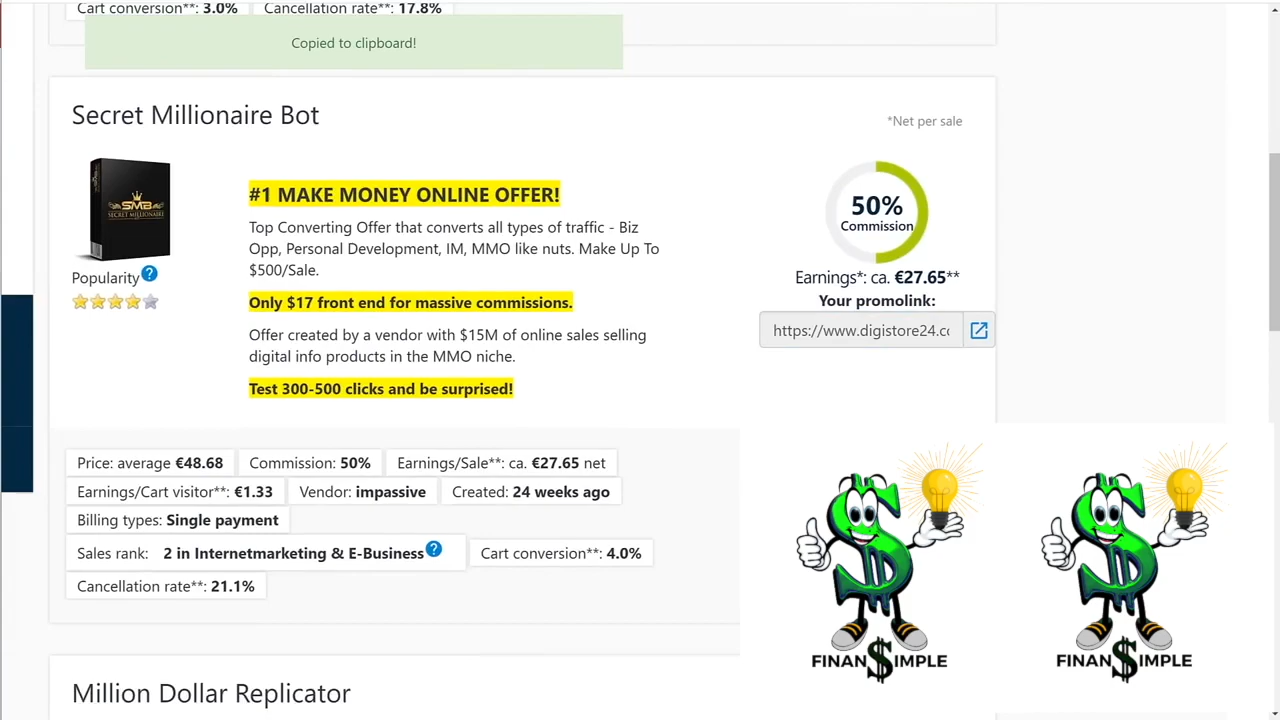 Cart conversion**: 3.0% Cancellation rate**: 17.8%
Copied to clipboard!
Secret Millionaire Bot
*Net per sale
SMB
SECRET MILLIONAIRE
Popularity ?
#1 MAKE MONEY ONLINE OFFER!
Top Converting Offer that converts all types of traffic - Biz
Opp, Personal Development, IM, MMO like nuts. Make Up To
$500/Sale.
Only $17 front end for massive commissions.
Offer created by a vendor with $15M of online sales selling
digital info products in the MMO niche.
Test 300-500 clicks and be surprised!
50%
Commission
Earnings*: ca. €27.65**
Your promolink:
https://www.digistore24.cc
Price: average €48.68 Commission: 50% Earnings/Sale**: ca. €27.65 net
Earnings/Cart visitor**: €1.33 Vendor: impassive Created: 24 weeks ago
Billing types: Single payment
Sales rank: 2 in Internetmarketing & E-Business ? Cart conversion**: 4.0%
Cancellation rate**: 21.1%
FINAN$IMPLE FINAN$IMPLE
Million Dollar Replicator